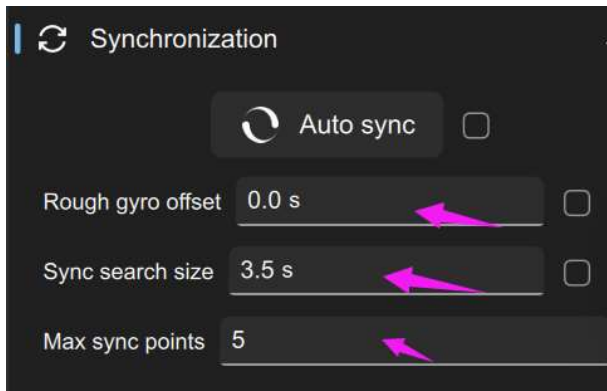 Synchronization
Auto sync
Rough gyro offset 0.0 s
Sync search size 3.5 s
Max sync points 5